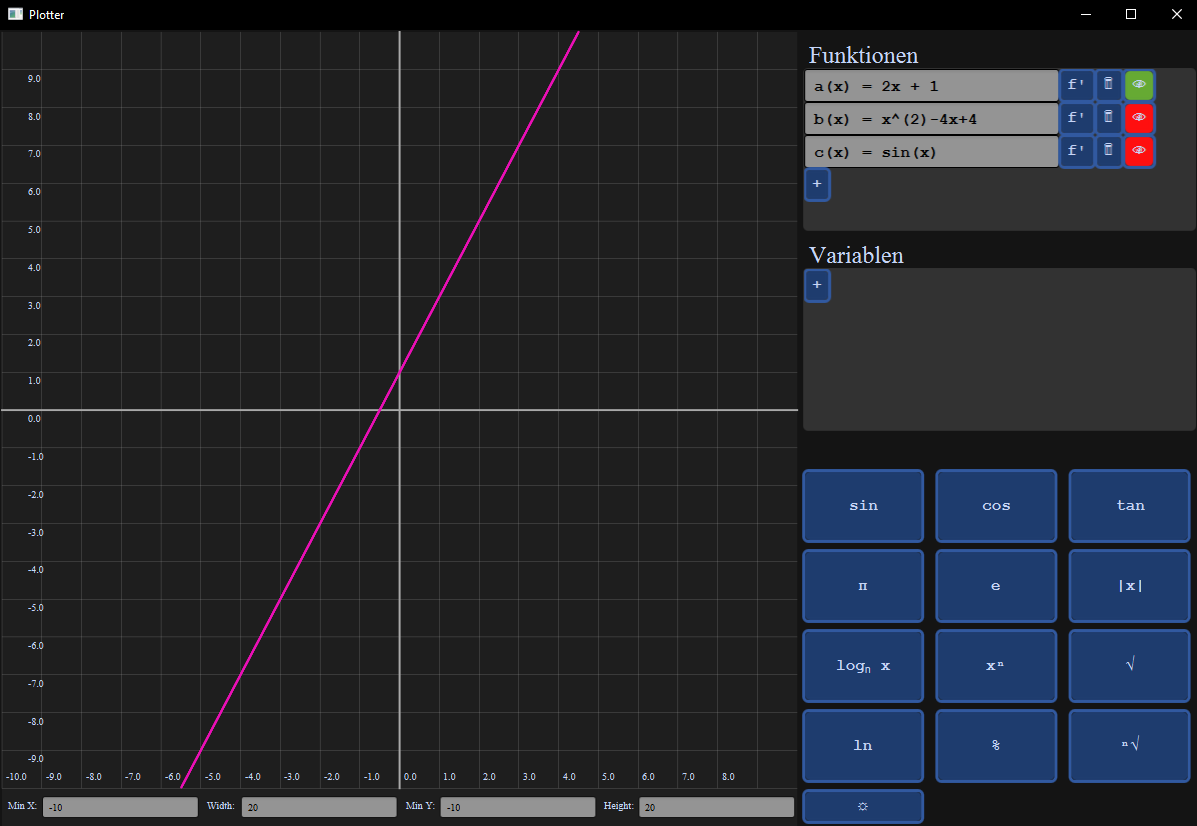 Plotter
Funktionen
a(x) = 2x + 1 f'
b(x) = x^(2)-4x+4 f'
c(x) = sin(x) f'
+
Variablen
+
9.0
8.0
7.0
6.0
5.0
4.0
3.0
2.0
1.0
0.0
-1.0
-2.0
-3.0
-4.0
-5.0
-6.0
-7.0
-8.0
-9.0
-10.0 -9.0 -8.0 -7.0 -6.0 -5.0 -4.0 -3.0 -2.0 -1.0 0.0 1.0 2.0 3.0 4.0 5.0 6.0 7.0 8.0
Min X: -10 Width: 20 Min Y: -10 Height: 20
sin cos tan
π e |x|
logₙ x xⁿ √
ln % ⁿ√